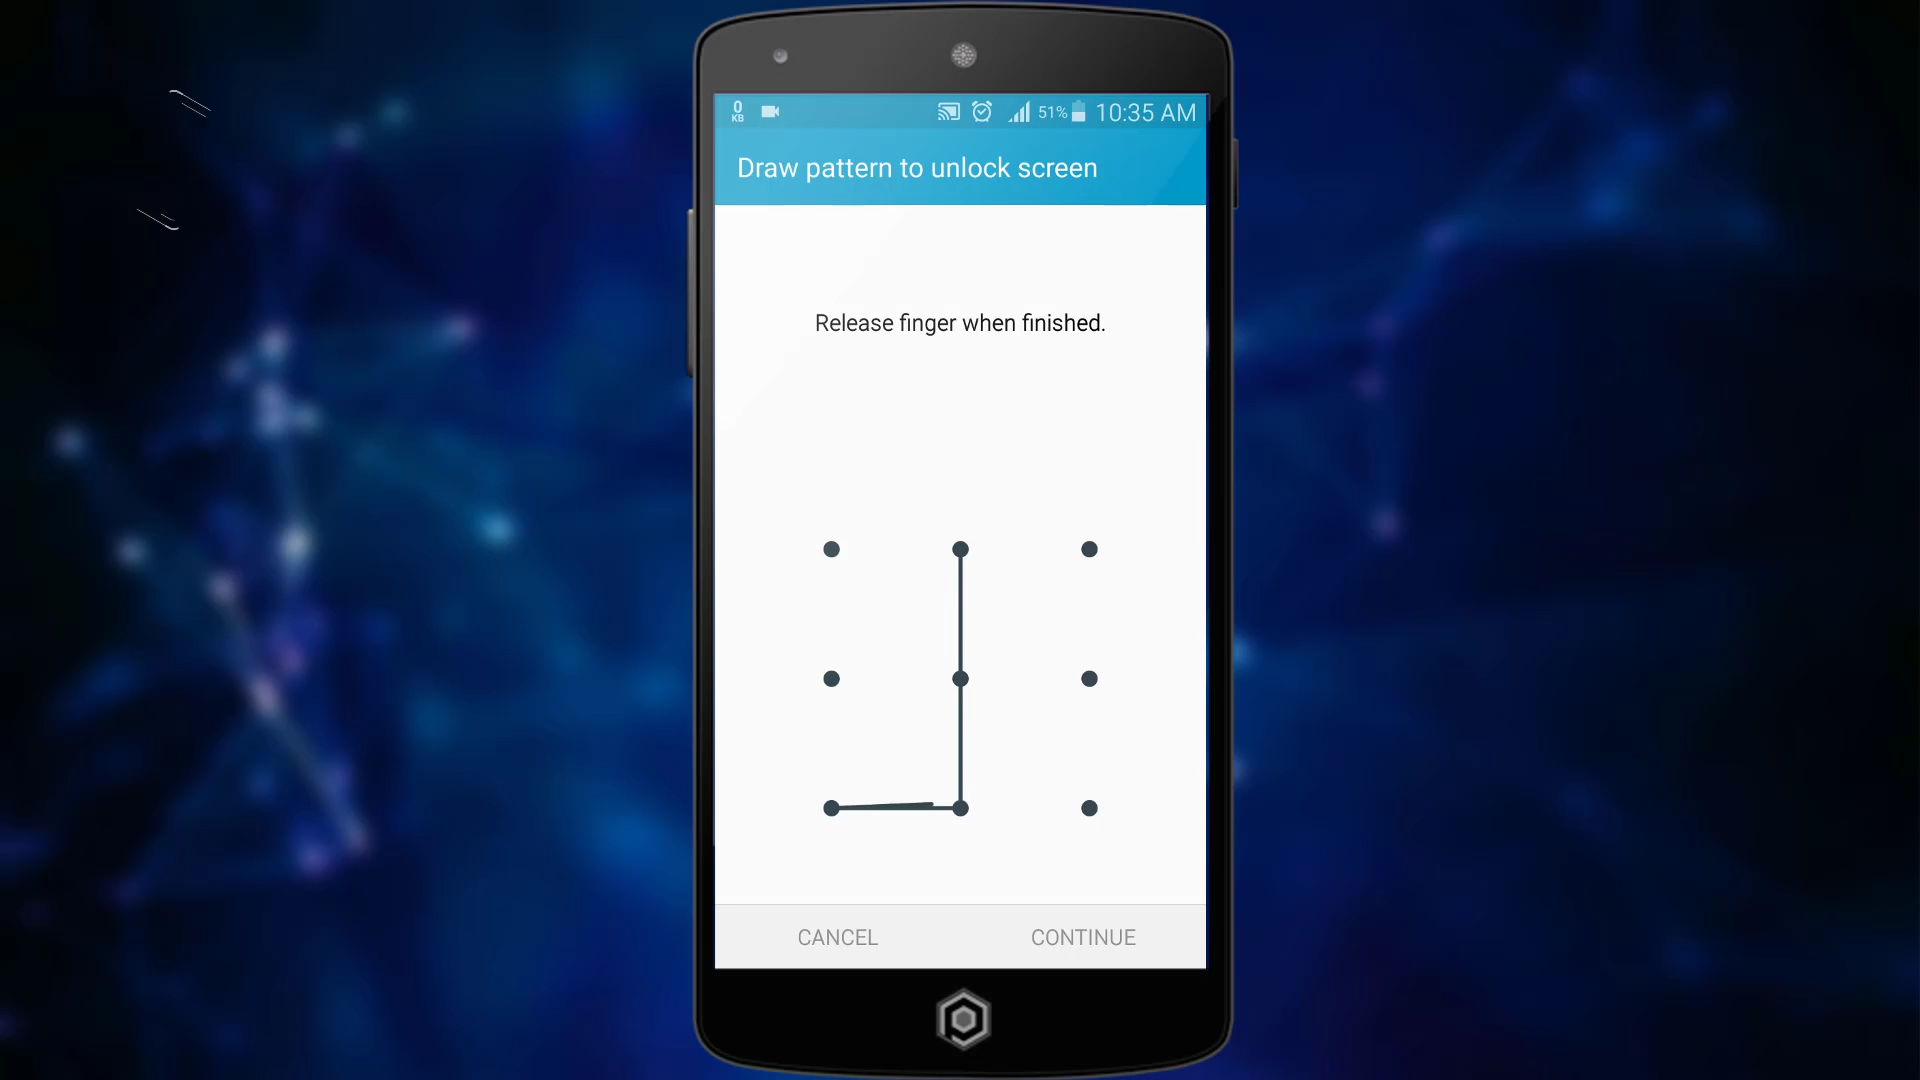 0 KB 51% 10:35 AM
Draw pattern to unlock screen
Release finger when finished.
CANCEL CONTINUE